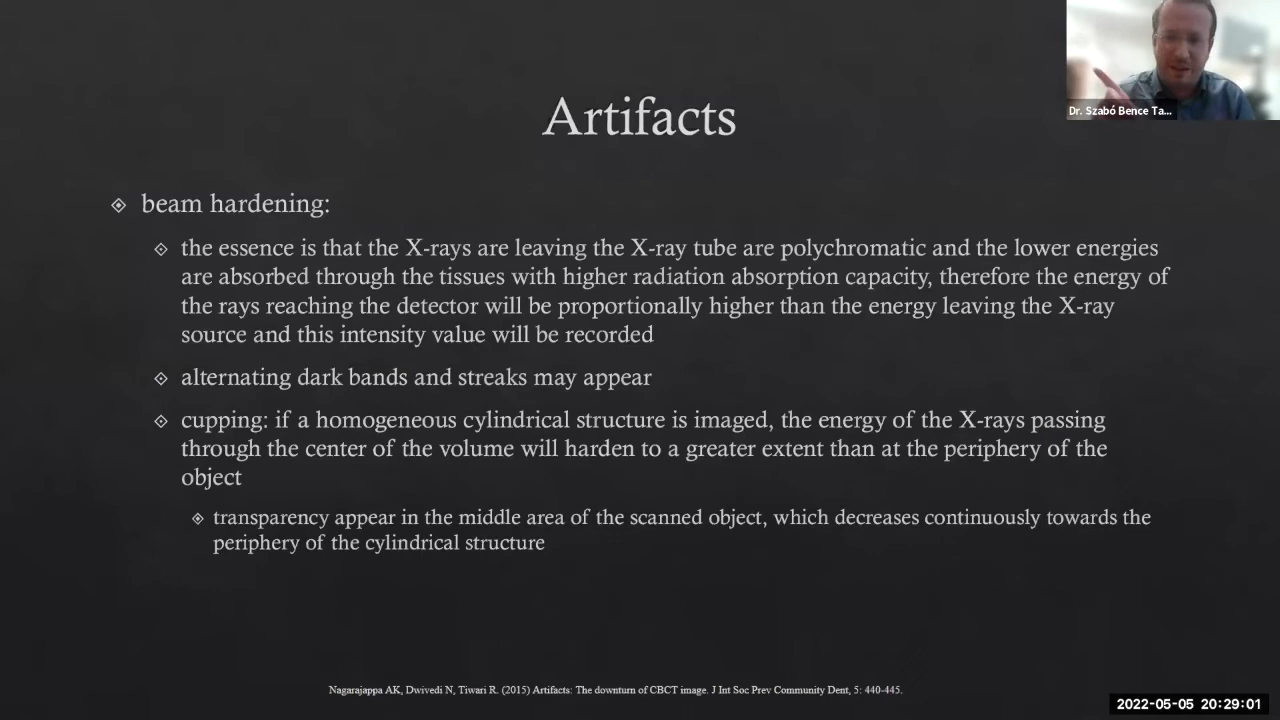 Dr. Szabó Bence Ta...
Artifacts
beam hardening:
the essence is that the X-rays are leaving the X-ray tube are polychromatic and the lower energies
are absorbed through the tissues with higher radiation absorption capacity, therefore the energy of
the rays reaching the detector will be proportionally higher than the energy leaving the X-ray
source and this intensity value will be recorded
alternating dark bands and streaks may appear
cupping: if a homogeneous cylindrical structure is imaged, the energy of the X-rays passing
through the center of the volume will harden to a greater extent than at the periphery of the
object
transparency appear in the middle area of the scanned object, which decreases continuously towards the
periphery of the cylindrical structure
Nagarajappa AK, Dwivedi N, Tiwari R. (2015) Artifacts: The downturn of CBCT image. J Int Soc Prev Community Dent, 5: 440-445.
2022-05-05 20:29:01